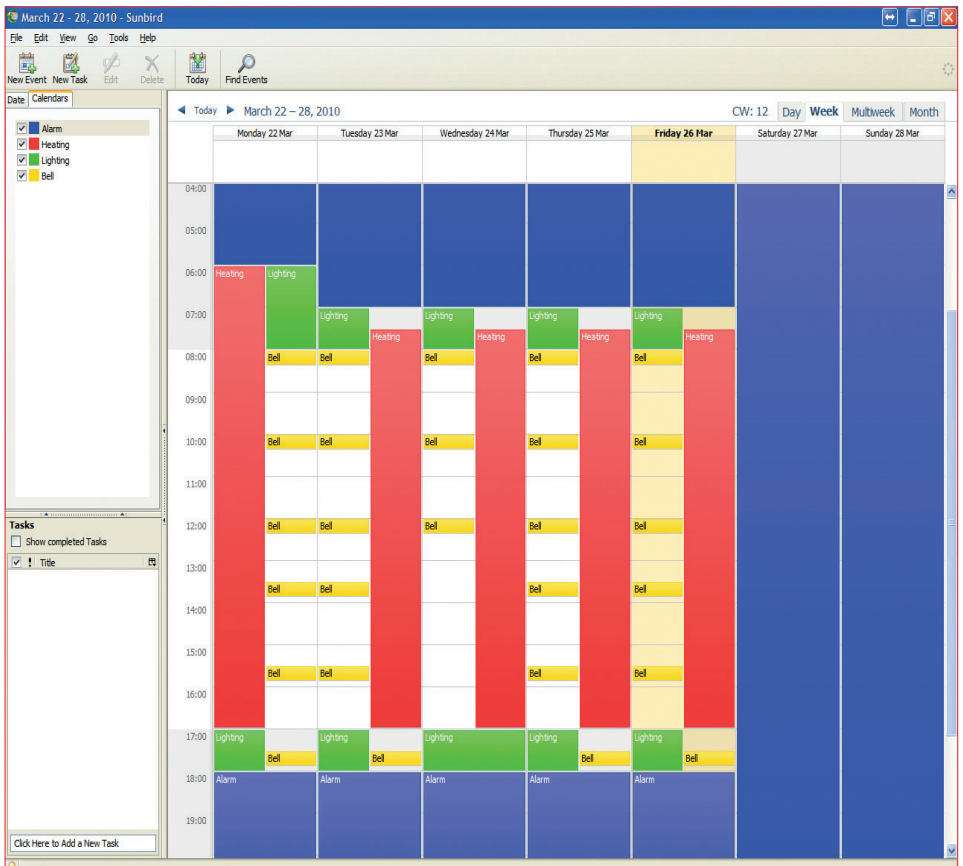 March 22 - 28, 2010 - Sunbird
File Edit View Go Tools Help
New Event New Task Edit Delete Today Find Events
Date Calendars
Alarm
Heating
Lighting
Bell
Today March 22 – 28, 2010 CW: 12 Day Week Multiweek Month
Monday 22 Mar Tuesday 23 Mar Wednesday 24 Mar Thursday 25 Mar Friday 26 Mar Saturday 27 Mar Sunday 28 Mar
04:00
05:00
06:00 Heating Lighting
07:00 Lighting Lighting Lighting Lighting
Heating Heating Heating Heating
08:00 Bell Bell Bell Bell Bell
09:00
10:00 Bell Bell Bell Bell Bell
11:00
12:00 Bell Bell Bell Bell Bell
13:00
Bell Bell Bell Bell
14:00
15:00
Bell Bell Bell Bell
16:00
17:00 Lighting Lighting Lighting Lighting Lighting
Bell Bell Bell Bell
18:00 Alarm Alarm Alarm Alarm Alarm
19:00
Tasks
Show completed Tasks
! Title
Click Here to Add a New Task